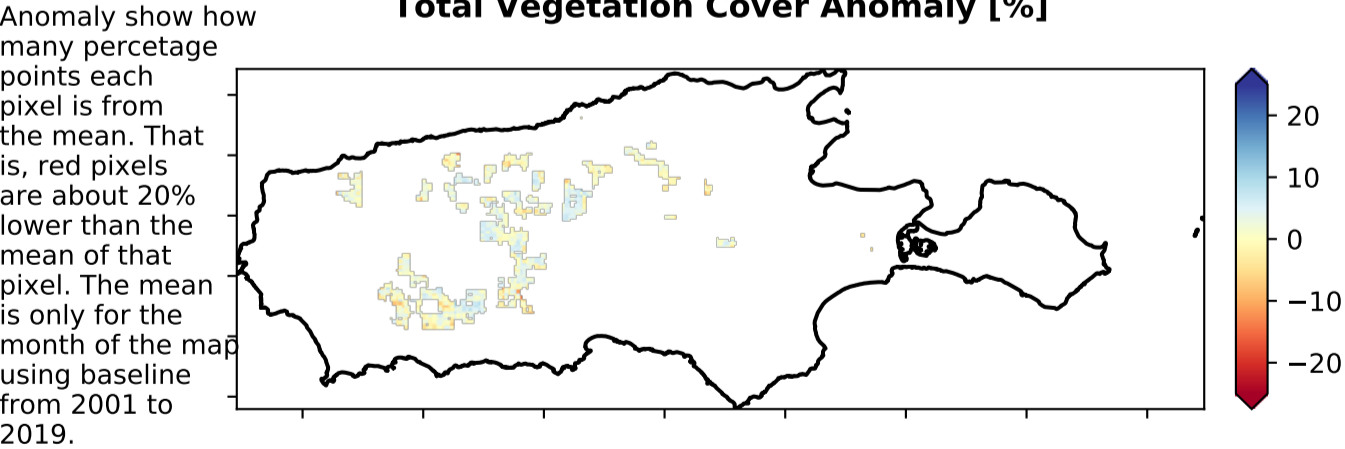 Total Vegetation Cover Anomaly [%]
Anomaly show how
many percetage
points each
pixel is from
the mean. That
is, red pixels
are about 20%
lower than the
mean of that
pixel. The mean
is only for the
month of the map
using baseline
from 2001 to
2019.
20
10
0
−10
−20